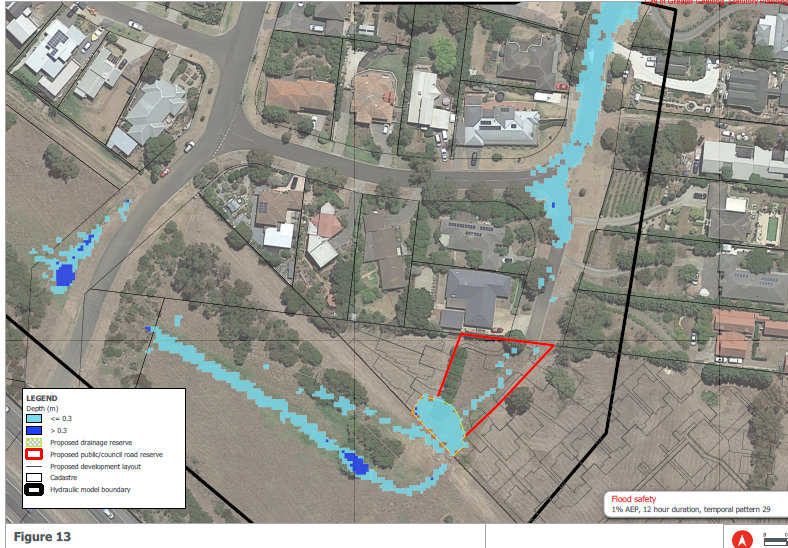 LEGEND
Depth (m)
<= 0.3
> 0.3
Proposed drainage reserve
Proposed public/council road reserve
Proposed development layout
Cadastre
Hydraulic model boundary
Flood safety
1% AEP, 12 hour duration, temporal pattern 29
Figure 13